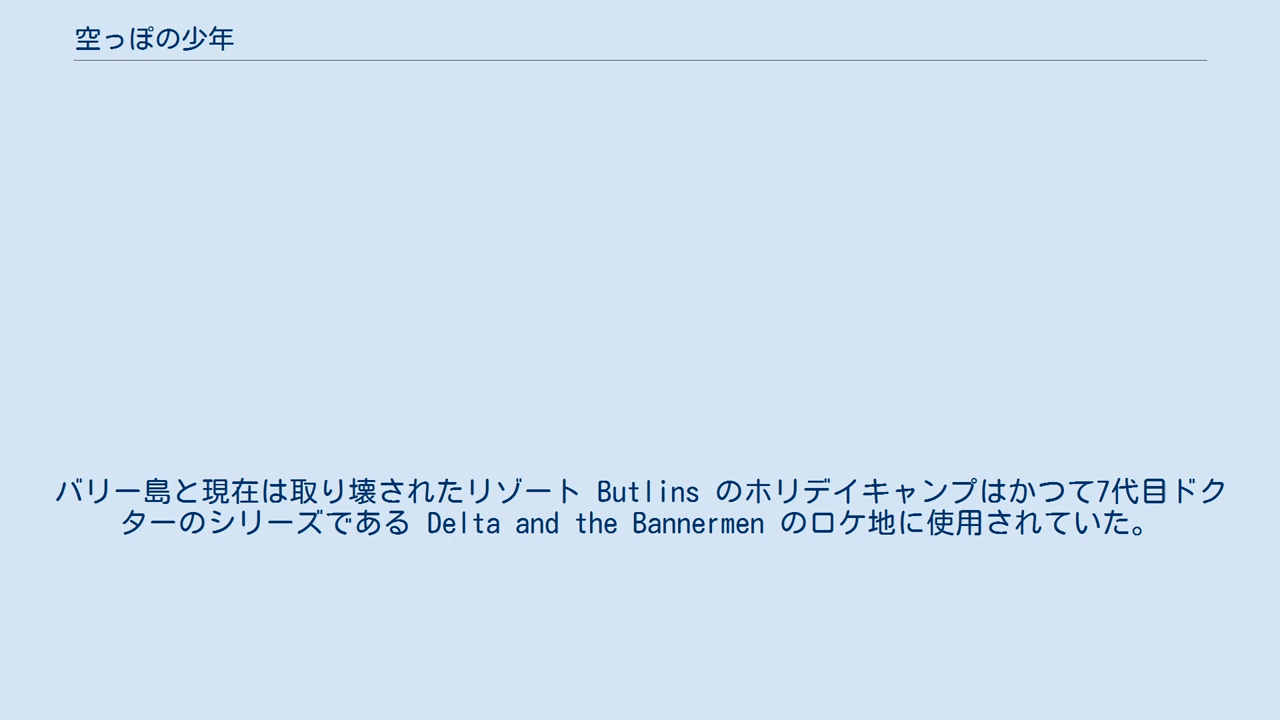 空っぽの少年
バリー島と現在は取り壊されたリゾート Butlins のホリデイキャンプはかつて7代目ドク
ターのシリーズである Delta and the Bannermen のロケ地に使用されていた。